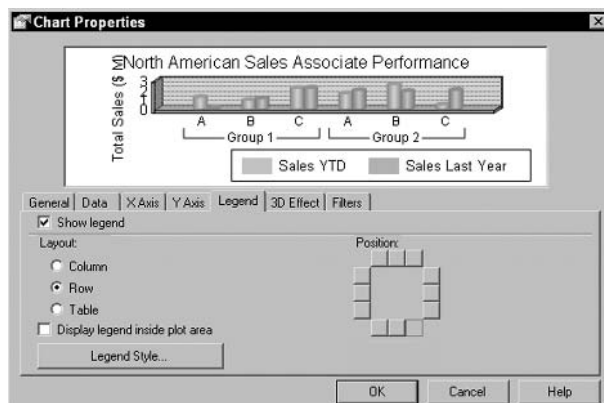 Chart Properties
North American Sales Associate Performance
Total Sales ($ M
3
2
1
0
A B C A B C
Group 1 Group 2
Sales YTD Sales Last Year
General Data X Axis Y Axis Legend 3D Effect Filters
Show legend
Layout: Position:
Column
Row
Table
Display legend inside plot area
Legend Style...
OK Cancel Help